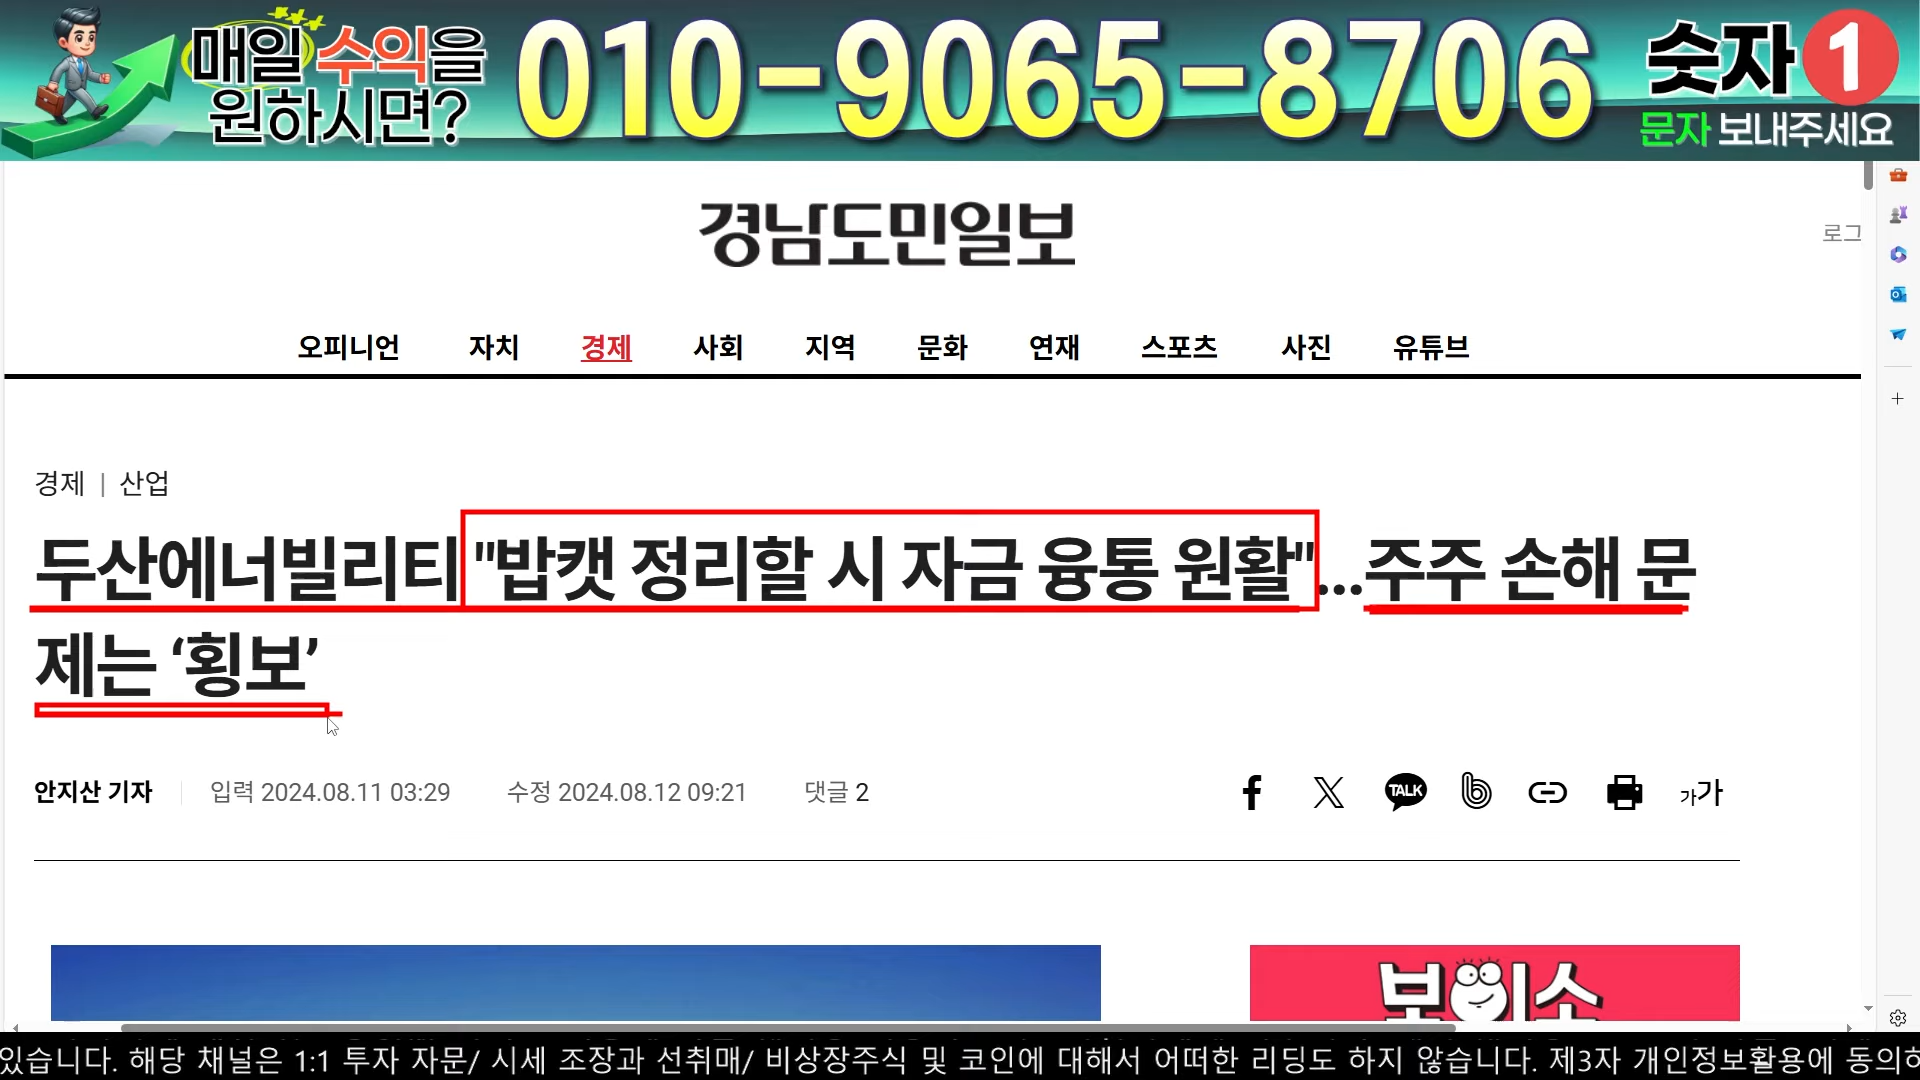 매일 수익을
원하시면?
010-9065-8706
숫자 1
문자 보내주세요
경남도민일보
로그
오피니언 자치 경제 사회 지역 문화 연재 스포츠 사진 유튜브
경제 | 산업
두산에너빌리티 "밥캣 정리할 시 자금 융통 원활"...주주 손해 문
제는 ‘횡보’
안지산 기자 입력 2024.08.11 03:29 수정 2024.08.12 09:21 댓글 2
TALK
가가
보이소
있습니다. 해당 채널은 1:1 투자 자문/ 시세 조장과 선취매/ 비상장주식 및 코인에 대해서 어떠한 리딩도 하지 않습니다. 제3자 개인정보활용에 동의하